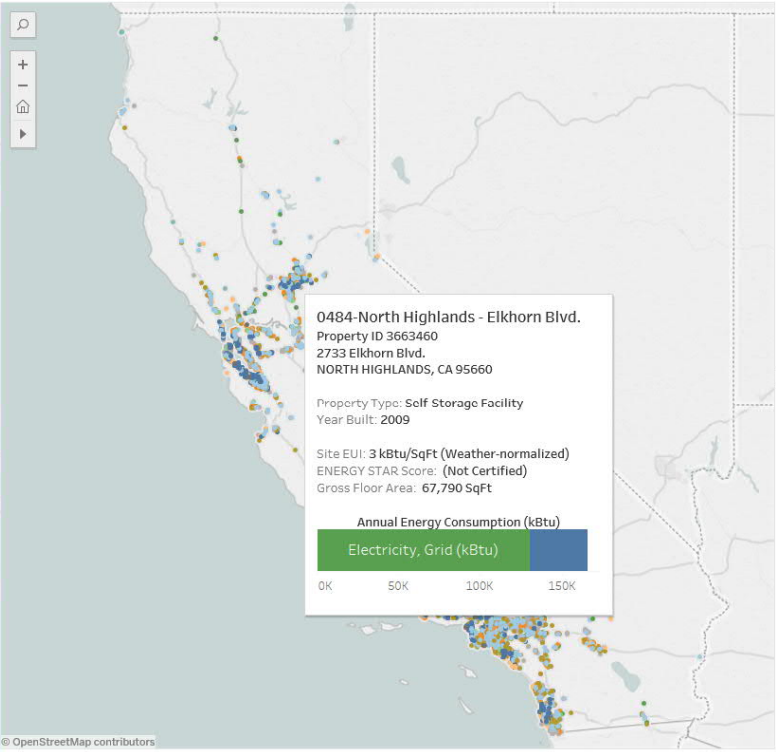 0484-North Highlands - Elkhorn Blvd.
Property ID 3663460
2733 Elkhorn Blvd.
NORTH HIGHLANDS, CA 95660
Property Type: Self Storage Facility
Year Built: 2009
Site EUI: 3 kBtu/SqFt (Weather-normalized)
ENERGY STAR Score: (Not Certified)
Gross Floor Area: 67,790 SqFt
Annual Energy Consumption (kBtu)
Electricity, Grid (kBtu)
0K 50K 100K 150K
© OpenStreetMap contributors